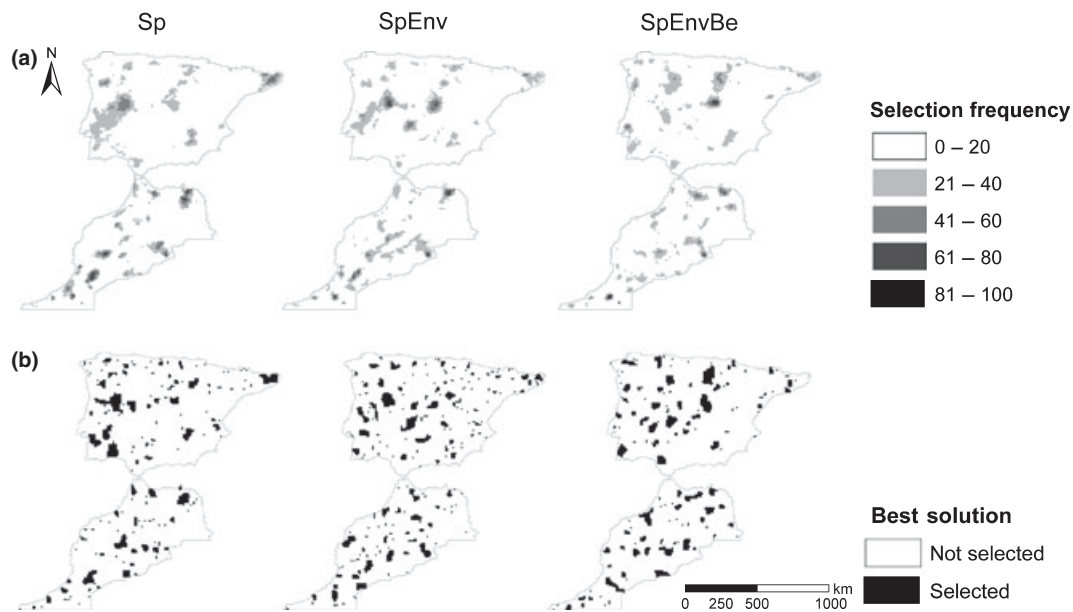 Sp SpEnv SpEnvBe
(a) N
Selection frequency
0 – 20
21 – 40
41 – 60
61 – 80
81 – 100
(b)
Best solution
Not selected
Selected
km
0 250 500 1000